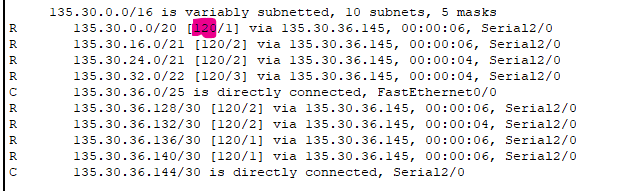 135.30.0.0/16 is variably subnetted, 10 subnets, 5 masks
R 135.30.0.0/20 [120/1] via 135.30.36.145, 00:00:06, Serial2/0
R 135.30.16.0/21 [120/2] via 135.30.36.145, 00:00:06, Serial2/0
R 135.30.24.0/21 [120/2] via 135.30.36.145, 00:00:04, Serial2/0
R 135.30.32.0/22 [120/3] via 135.30.36.145, 00:00:04, Serial2/0
C 135.30.36.0/25 is directly connected, FastEthernet0/0
R 135.30.36.128/30 [120/2] via 135.30.36.145, 00:00:06, Serial2/0
R 135.30.36.132/30 [120/2] via 135.30.36.145, 00:00:04, Serial2/0
R 135.30.36.136/30 [120/1] via 135.30.36.145, 00:00:06, Serial2/0
R 135.30.36.140/30 [120/1] via 135.30.36.145, 00:00:06, Serial2/0
C 135.30.36.144/30 is directly connected, Serial2/0